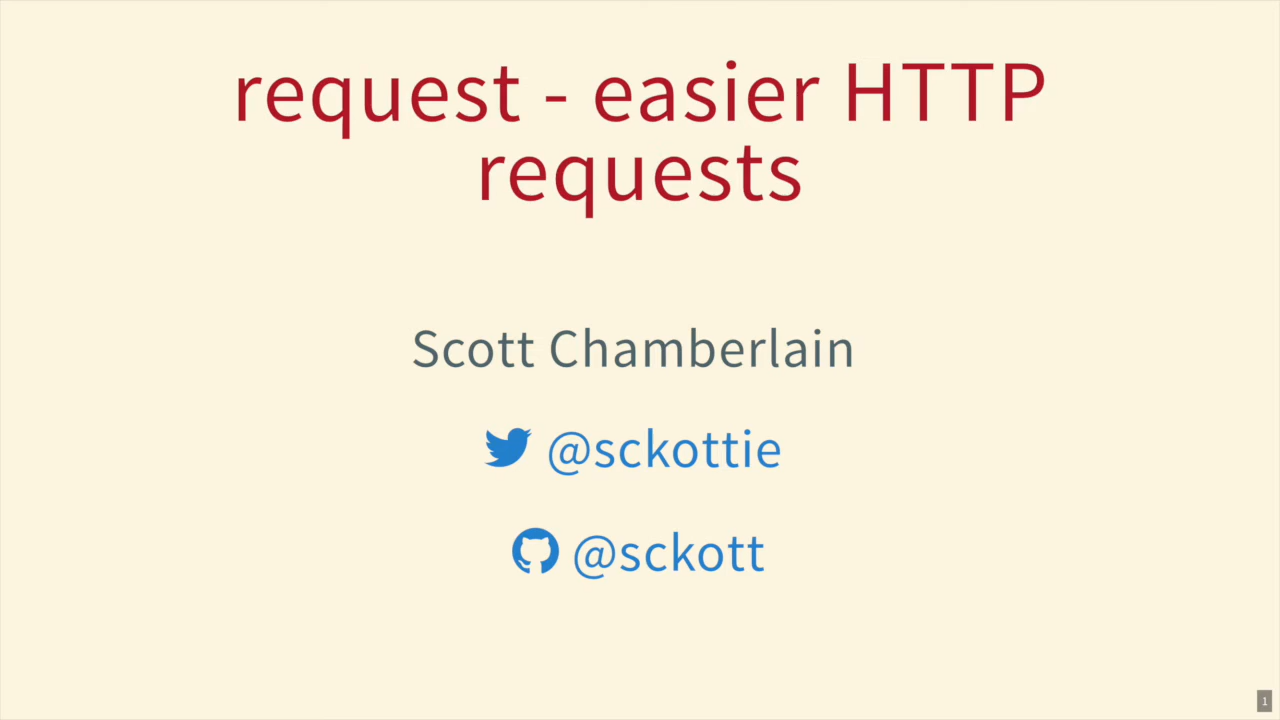 request - easier HTTP
requests
Scott Chamberlain
@sckottie
@sckott
1